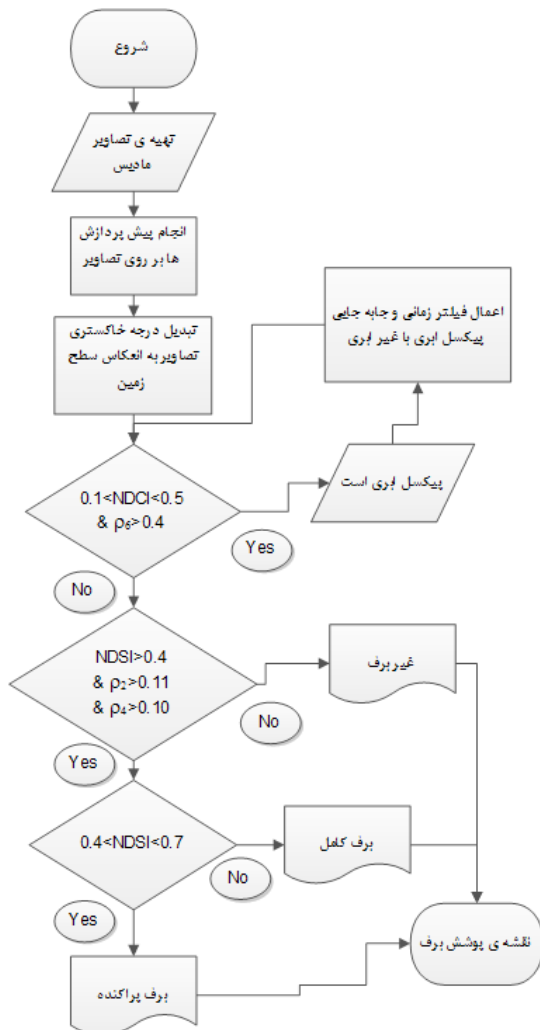 شروع
تهیه ی تصاویر
مادیس
انجام پیش پردازش
ها بر روی تصاویر
تبدیل درجه خاکستری
تصاویر به انعکاس سطح
زمین
اعمال فیلتر زمانی و جابه جایی
پیکسل ابری با غیر ابری
0.1<NDCI<0.5
& ρ6>0.4
Yes
پیکسل ابری است
No
NDSI>0.4
& ρ2>0.11
& ρ4>0.10
No
غیر برف
Yes
0.4<NDSI<0.7
No
برف کامل
Yes
برف پراکنده
نقشه ی پوشش برف